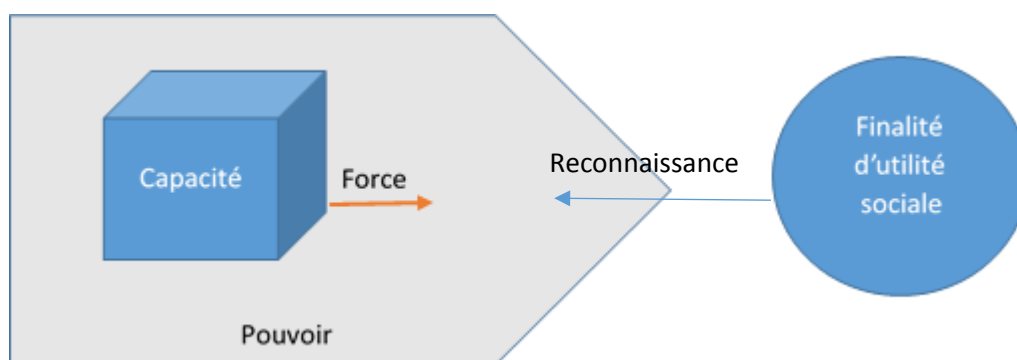 Capacité
Force
Reconnaissance
Finalité
d'utilité
sociale
Pouvoir